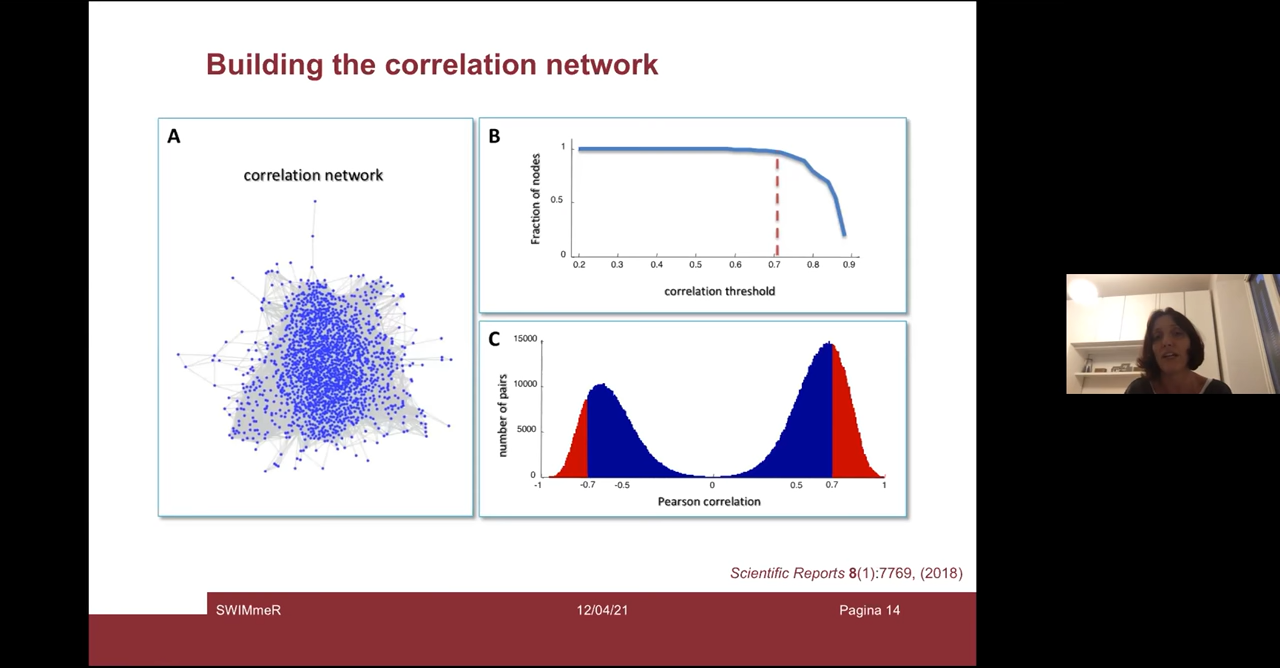 Building the correlation network
A
correlation network
B
Fraction of nodes
1
0.5
0
0.2 0.3 0.4 0.5 0.6 0.7 0.8 0.9
correlation threshold
C
number of pairs
15000
10000
5000
0
-1 -0.7 -0.5 0 0.5 0.7 1
Pearson correlation
Scientific Reports 8(1):7769, (2018)
SWIMmeR 12/04/21 Pagina 14